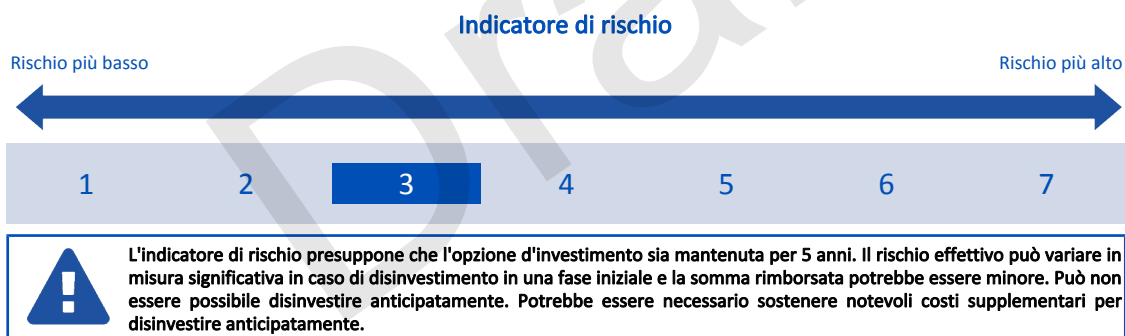 Indicatore di rischio
Rischio più basso
Rischio più alto
1 2 3 4 5 6 7
L'indicatore di rischio presuppone che l'opzione d'investimento sia mantenuta per 5 anni. Il rischio effettivo può variare in
misura significativa in caso di disinvestimento in una fase iniziale e la somma rimborsata potrebbe essere minore. Può non
essere possibile disinvestire anticipatamente. Potrebbe essere necessario sostenere notevoli costi supplementari per
disinvestire anticipatamente.